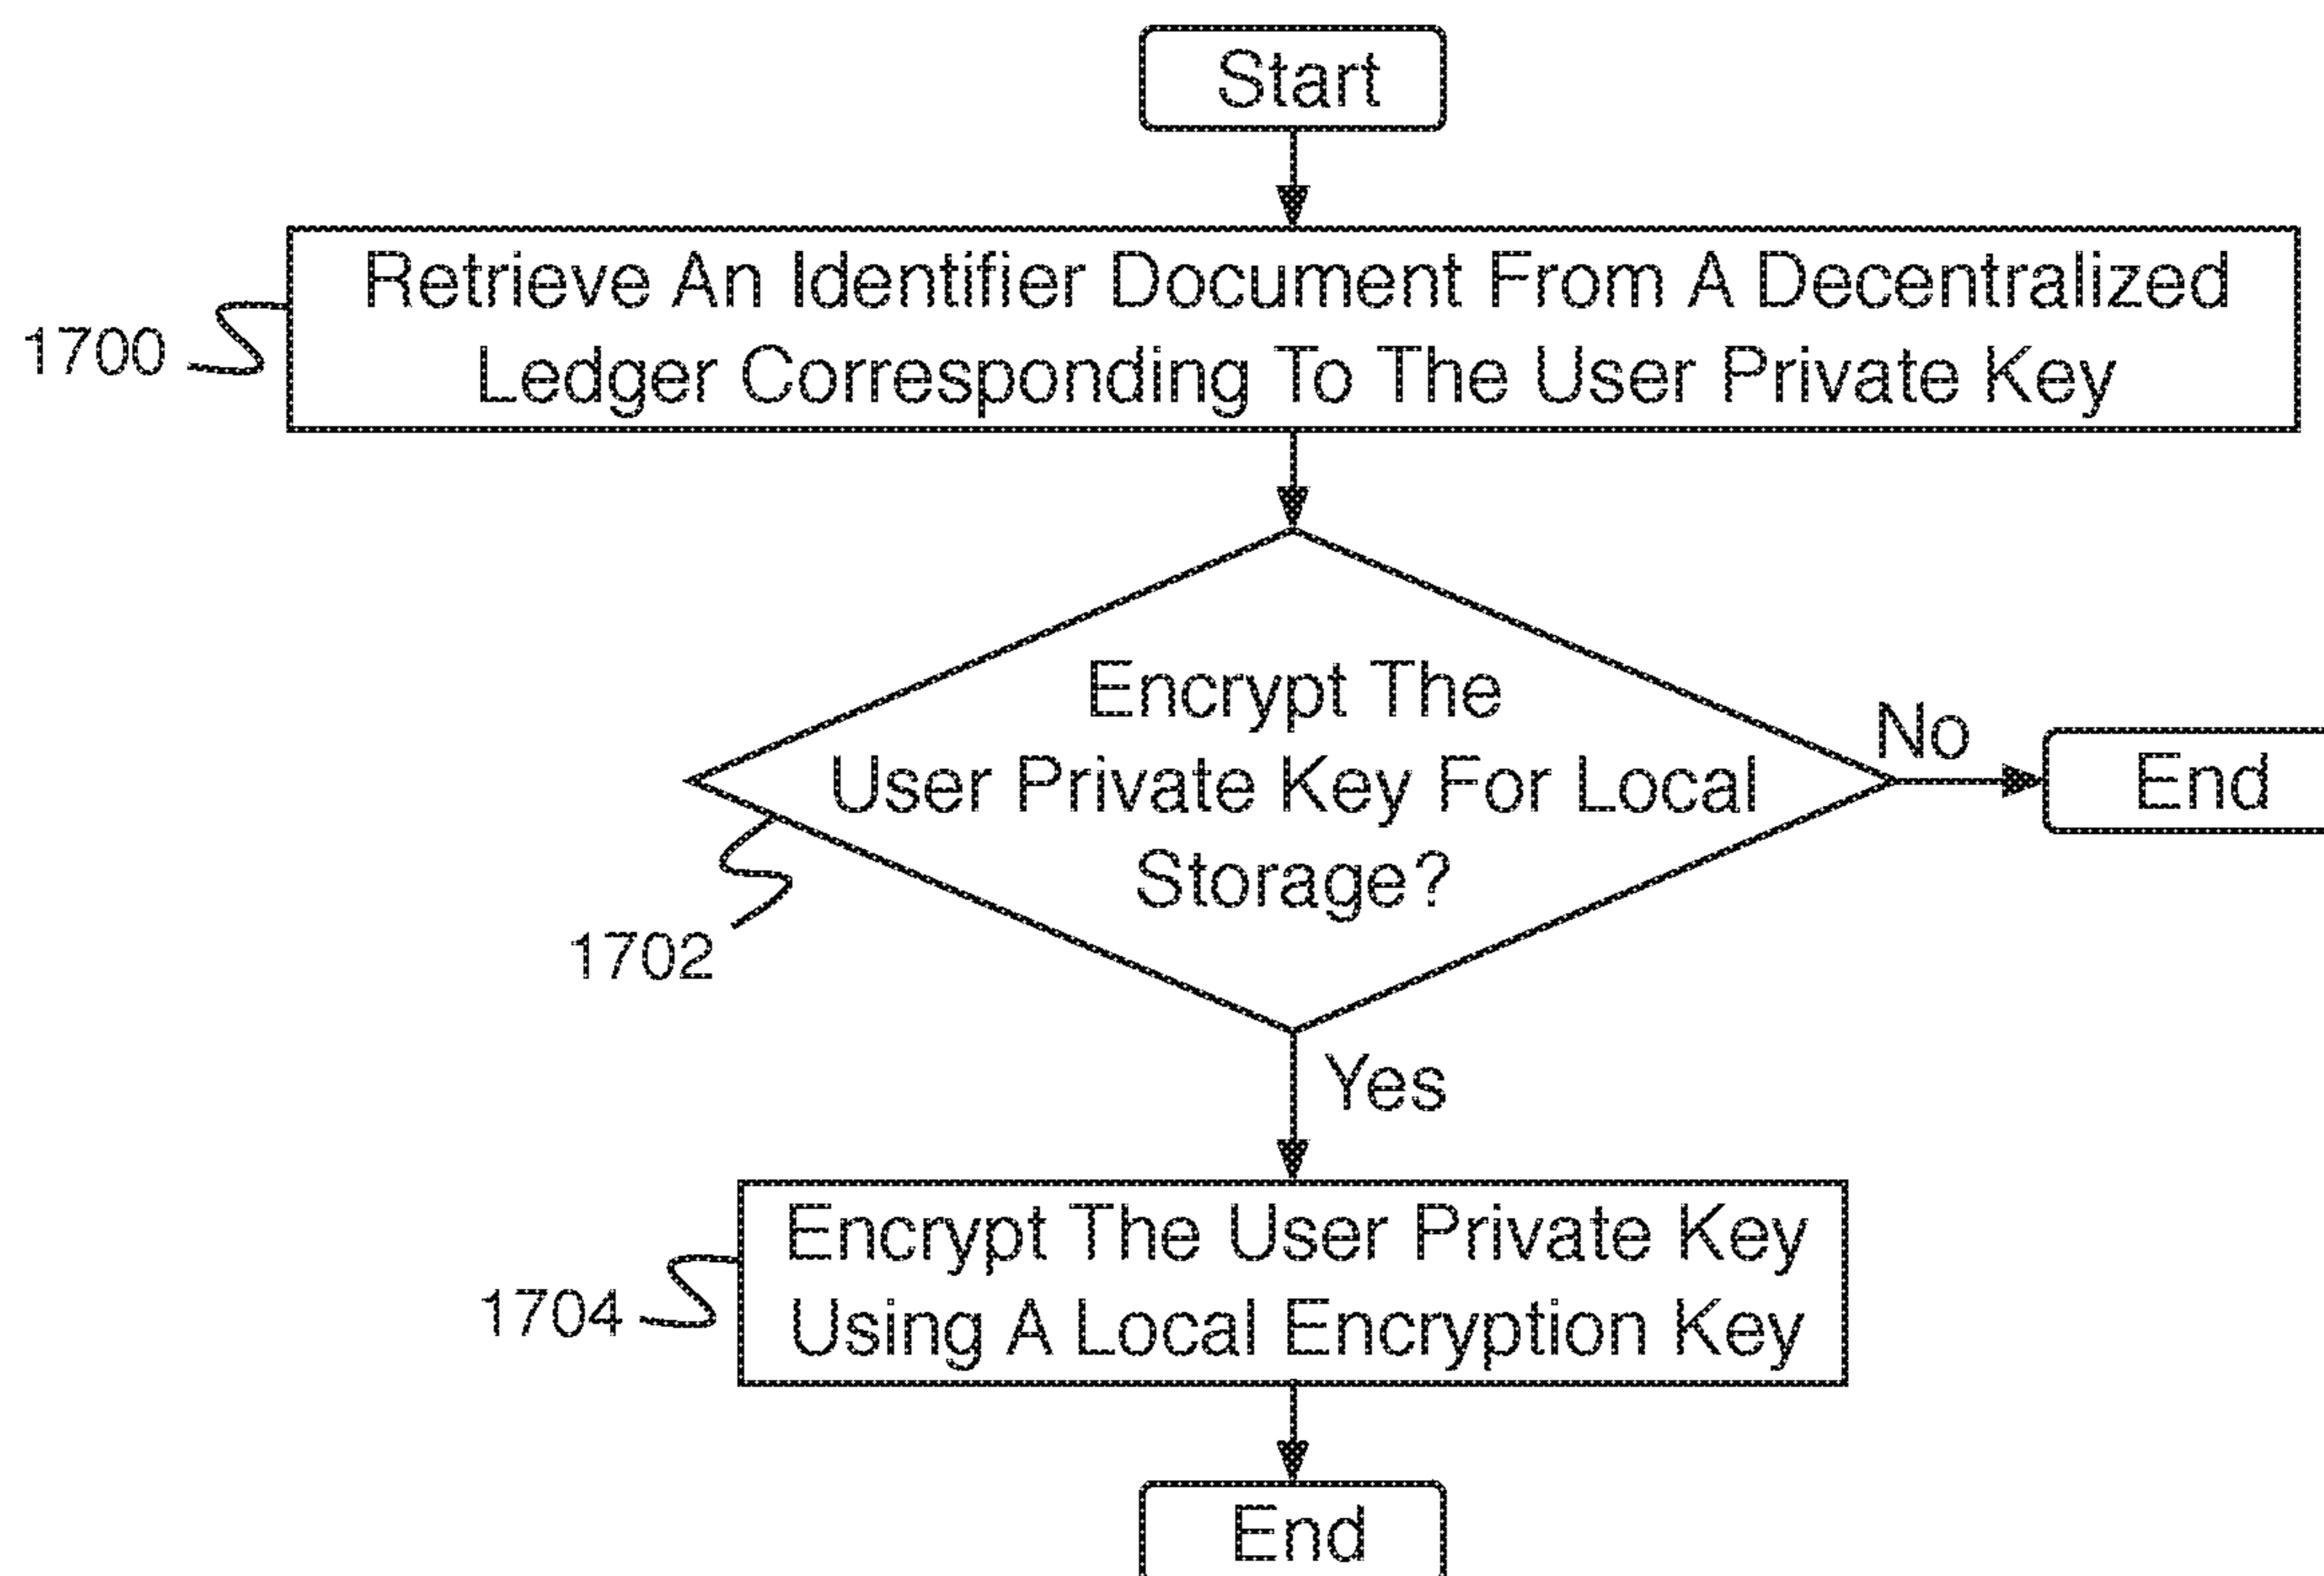 Start
Retrieve An Identifier Document From A Decentralized
1700
Ledger Corresponding To The User Private Key
Encrypt The
No
User Private Key For Local
End
Storage?
1702
Yes
Encrypt The User Private Key
1704
Using A Local Encryption Key
End